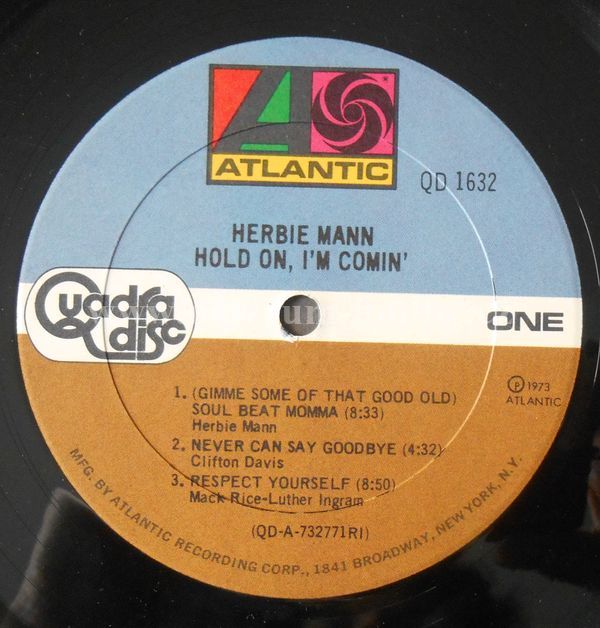 ATLANTIC
QD 1632
HERBIE MANN
HOLD ON, I'M COMIN'
Quadra
disc
ONE
1. (GIMME SOME OF THAT GOOD OLD)
SOUL BEAT MOMMA (8:33)
Herbie Mann
2. NEVER CAN SAY GOODBYE (4:32)
Clifton Davis
3. RESPECT YOURSELF (8:50)
Mack Rice-Luther Ingram
℗ 1973
ATLANTIC
(QD-A-732771RI)
MFG. BY ATLANTIC RECORDING CORP., 1841 BROADWAY, NEW YORK, N.Y.